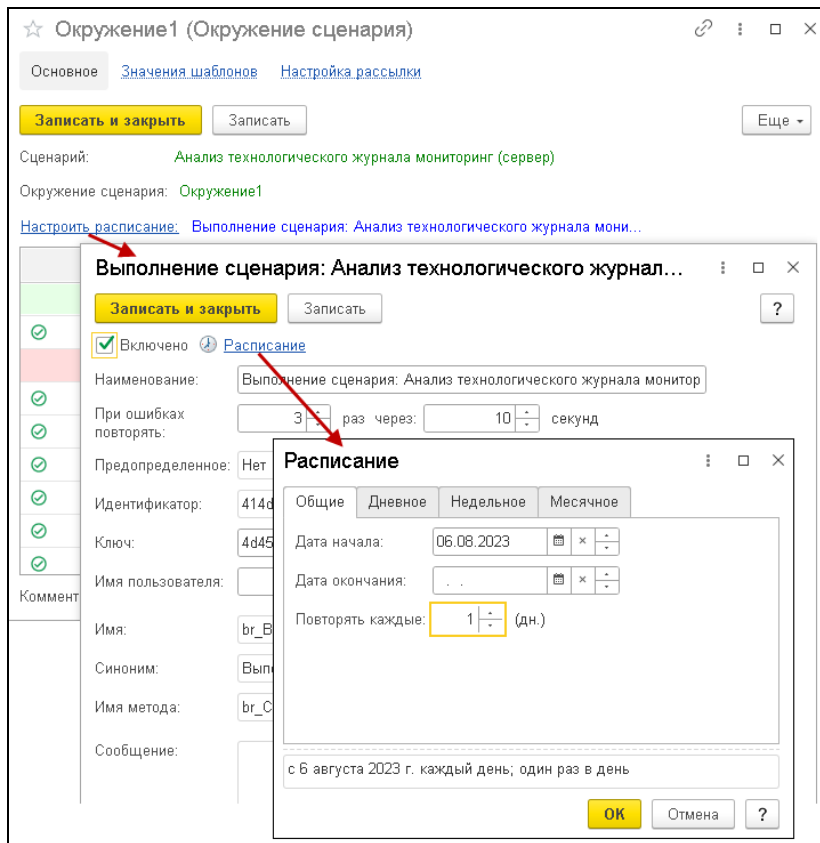 Окружение1 (Окружение сценария)
Основное Значения шаблонов Настройка рассылки
Записать и закрыть Записать Еще
Сценарий: Анализ технологического журнала мониторинг (сервер)
Окружение сценария: Окружение1
Настроить расписание: Выполнение сценария: Анализ технологического журнала мони...
Выполнение сценария: Анализ технологического журнал...
Записать и закрыть Записать ?
Включено Расписание
Наименование: Выполнение сценария: Анализ технологического журнала монитор
При ошибках
повторять: 3 раз через: 10 секунд
Предопределенное: Нет
Идентификатор: 414d
Ключ: 4d45
Имя пользователя:
Имя: br_В
Синоним: Выпо
Имя метода: br_С
Сообщение:
Коммент
Расписание
Общие Дневное Недельное Месячное
Дата начала: 06.08.2023
Дата окончания: . .
Повторять каждые: 1 (дн.)
с 6 августа 2023 г. каждый день; один раз в день
ОК Отмена ?